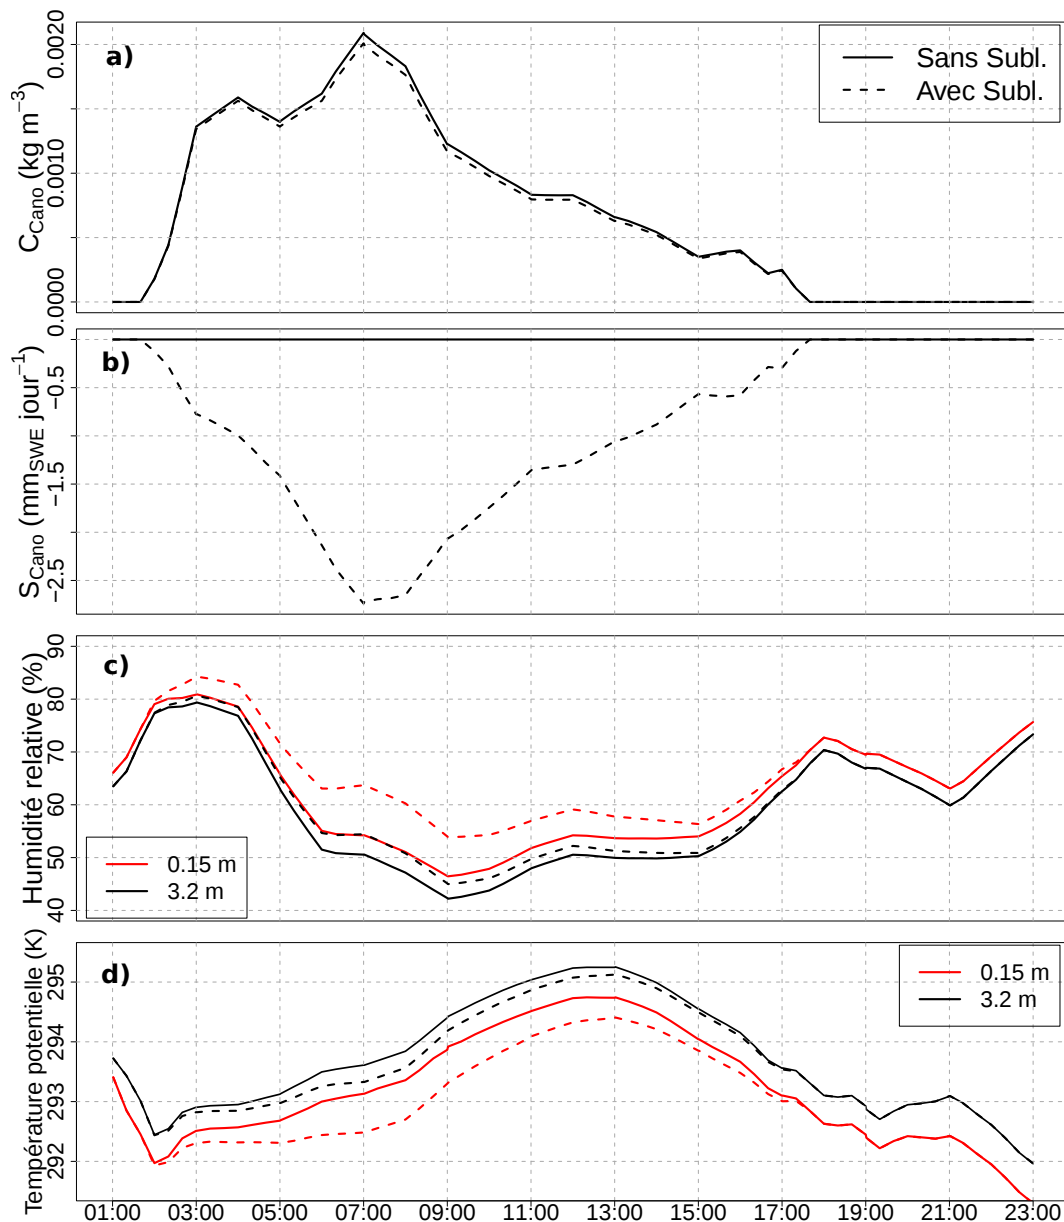 a)
Sans Subl.
Avec Subl.
C_Cano (kg m⁻³)
0.0020
0.0010
0.0000
b)
S_Cano (mm_SWE jour⁻¹)
0.0
−0.5
−1.5
−2.5
c)
Humidité relative (%)
90
80
70
60
50
40
0.15 m
3.2 m
d)
Température potentielle (K)
295
294
293
292
0.15 m
3.2 m
01:00 03:00 05:00 07:00 09:00 11:00 13:00 15:00 17:00 19:00 21:00 23:00